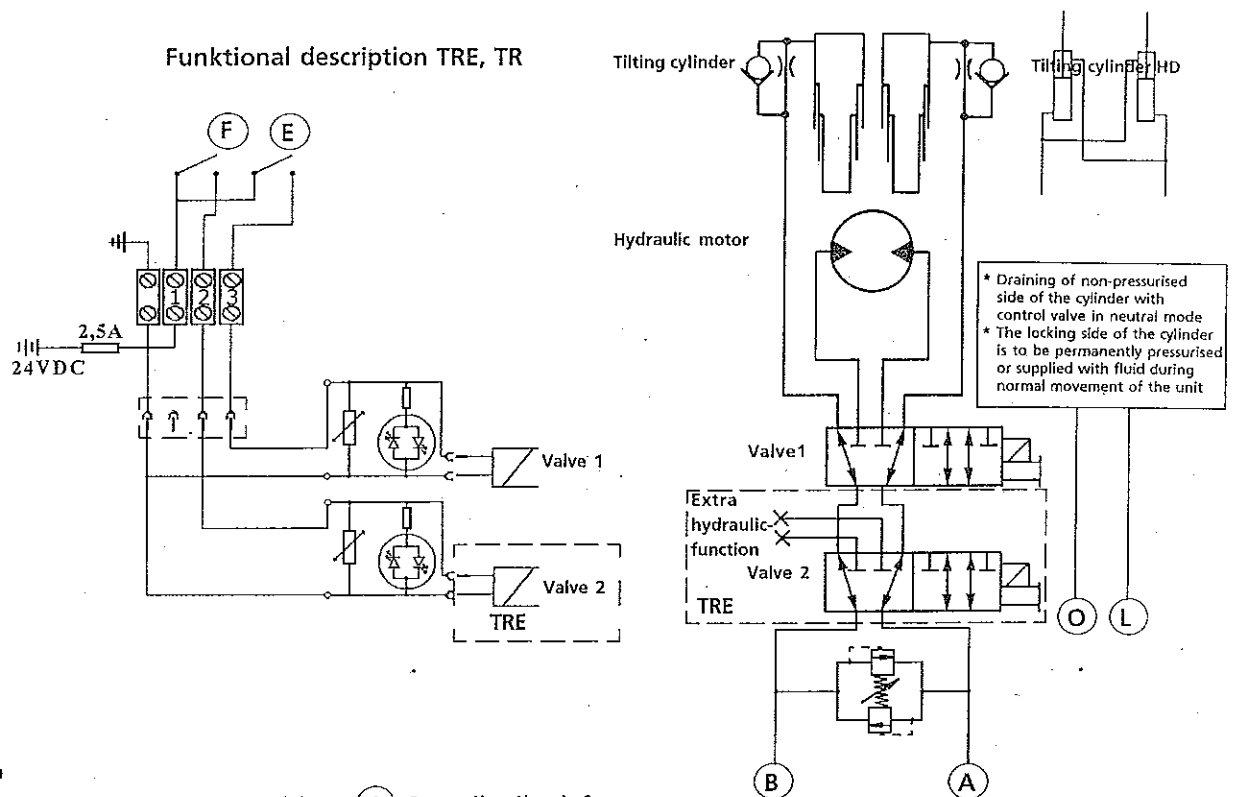 Funktional description TRE, TR
F
E
1
2
3
2,5A
24VDC
Valve 1
Valve 2
TRE
Tilting cylinder
Tilting cylinder HD
Hydraulic motor
* Draining of non-pressurised
side of the cylinder with
control valve in neutral mode
* The locking side of the cylinder
is to be permanently pressurised
or supplied with fluid during
normal movement of the unit
Valve1
Extra
hydraulic-
function
Valve 2
TRE
O
L
B
A